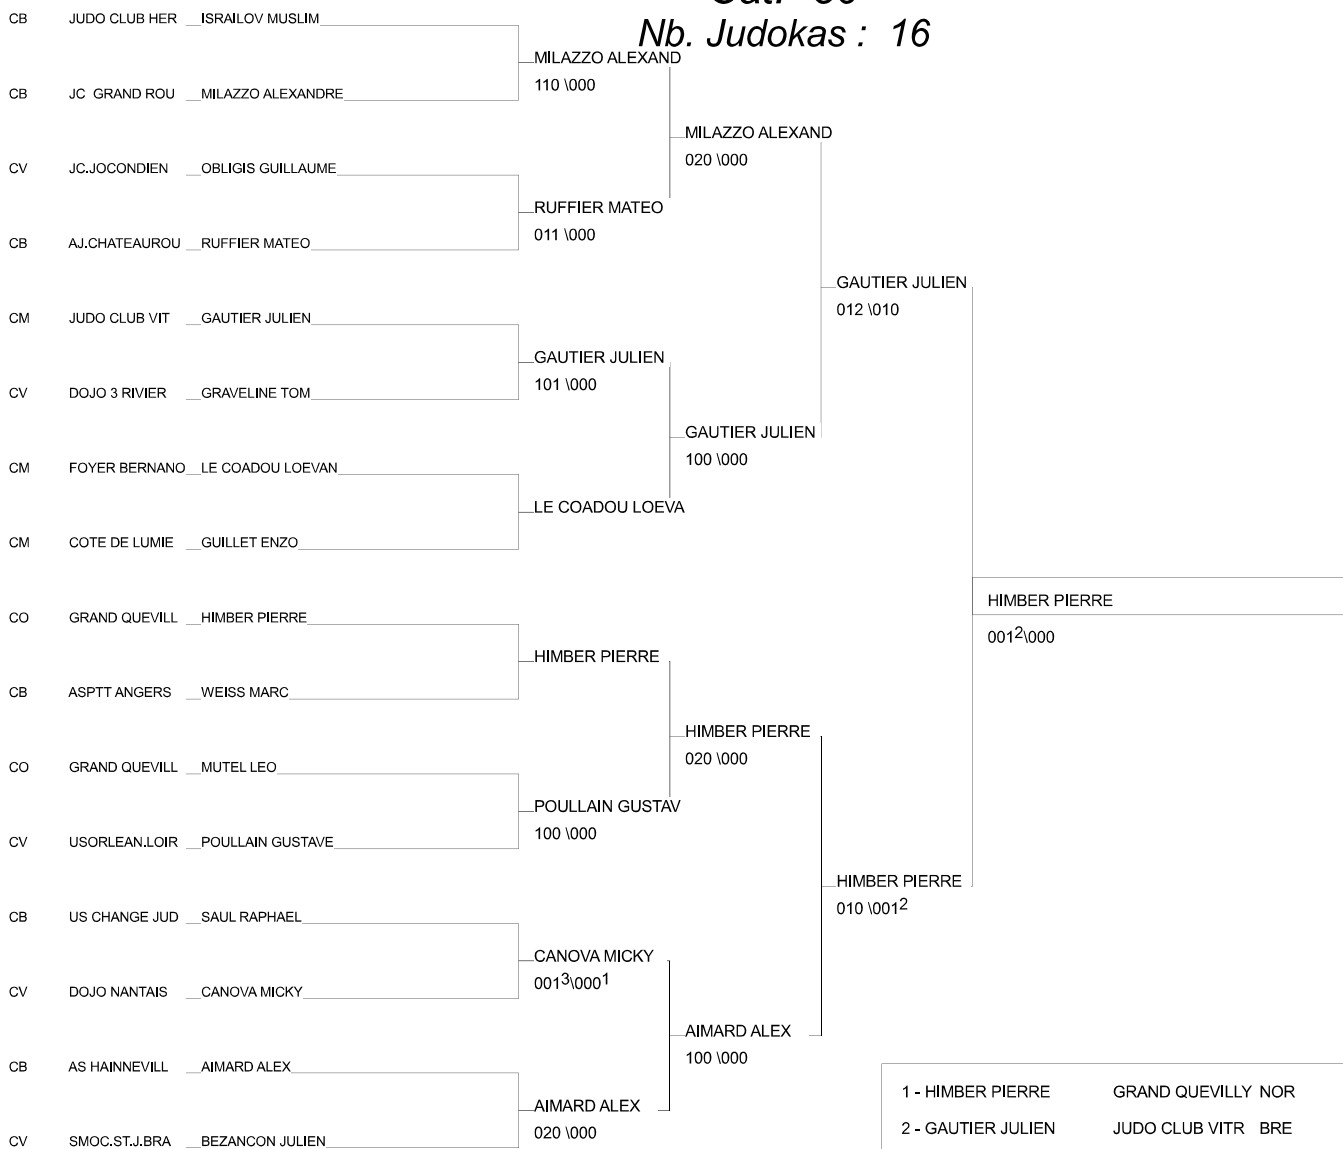 Nb. Judokas : 16
CB JUDO CLUB HER ISRAILOV MUSLIM
MILAZZO ALEXAND
110 \000
CB JC GRAND ROU MILAZZO ALEXANDRE
MILAZZO ALEXAND
020 \000
CV JC.JOCONDIEN OBLIGIS GUILLAUME
RUFFIER MATEO
011 \000
CB AJ.CHATEAUROU RUFFIER MATEO
GAUTIER JULIEN
012 \010
CM JUDO CLUB VIT GAUTIER JULIEN
GAUTIER JULIEN
101 \000
CV DOJO 3 RIVIER GRAVELINE TOM
GAUTIER JULIEN
100 \000
CM FOYER BERNANO LE COADOU LOEVAN
LE COADOU LOEVA
CM COTE DE LUMIE GUILLET ENZO
HIMBER PIERRE
001²\000
CO GRAND QUEVILL HIMBER PIERRE
HIMBER PIERRE
CB ASPTT ANGERS WEISS MARC
HIMBER PIERRE
020 \000
CO GRAND QUEVILL MUTEL LEO
POULLAIN GUSTAV
100 \000
CV USORLEAN.LOIR POULLAIN GUSTAVE
HIMBER PIERRE
010 \001²
CB US CHANGE JUD SAUL RAPHAEL
CANOVA MICKY
001³\000¹
CV DOJO NANTAIS CANOVA MICKY
AIMARD ALEX
100 \000
CB AS HAINNEVILL AIMARD ALEX
AIMARD ALEX
020 \000
CV SMOC.ST.J.BRA BEZANCON JULIEN
1 - HIMBER PIERRE GRAND QUEVILLY NOR
2 - GAUTIER JULIEN JUDO CLUB VITR BRE